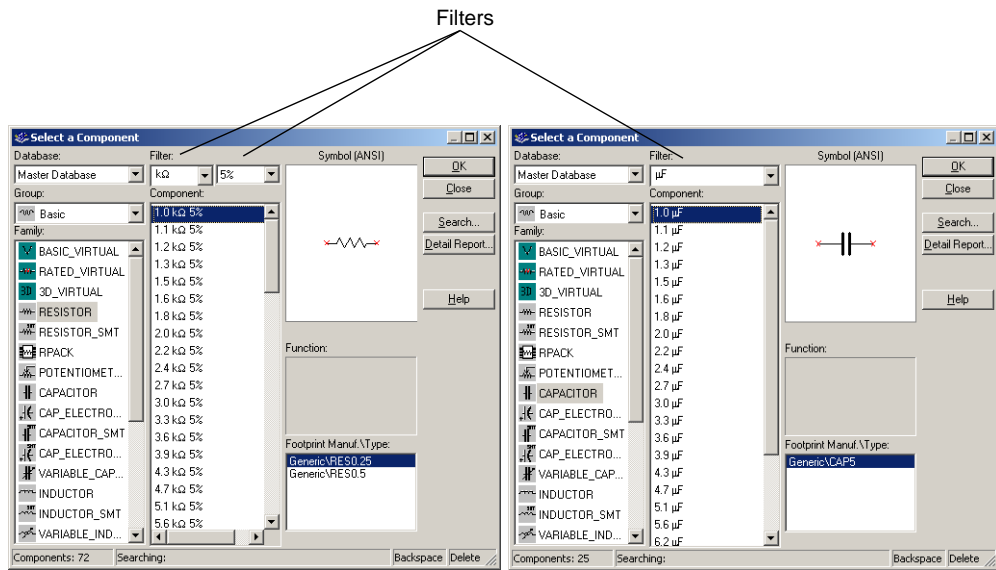 Filters
Select a Component
Database:
Filter:
Symbol (ANSI)
Master Database
kΩ
5%
OK
Group:
Component:
Close
Basic
Family:
BASIC_VIRTUAL
RATED_VIRTUAL
3D_VIRTUAL
RESISTOR
RESISTOR_SMT
RPACK
POTENTIOMET...
CAPACITOR
CAP_ELECTRO...
CAPACITOR_SMT
CAP_ELECTRO...
VARIABLE_CAP...
INDUCTOR
INDUCTOR_SMT
VARIABLE_IND...
1.0 kΩ 5%
1.1 kΩ 5%
1.2 kΩ 5%
1.3 kΩ 5%
1.5 kΩ 5%
1.6 kΩ 5%
1.8 kΩ 5%
2.0 kΩ 5%
2.2 kΩ 5%
2.4 kΩ 5%
2.7 kΩ 5%
3.0 kΩ 5%
3.3 kΩ 5%
3.6 kΩ 5%
3.9 kΩ 5%
4.3 kΩ 5%
4.7 kΩ 5%
5.1 kΩ 5%
5.6 kΩ 5%
Search...
Detail Report...
Help
Function:
Footprint Manuf.\Type:
Generic\RES0.25
Generic\RES0.5
Components: 72
Searching:
Backspace
Delete
Select a Component
Database:
Filter:
Symbol (ANSI)
Master Database
µF
OK
Group:
Component:
Close
Basic
Family:
BASIC_VIRTUAL
RATED_VIRTUAL
3D_VIRTUAL
RESISTOR
RESISTOR_SMT
RPACK
POTENTIOMET...
CAPACITOR
CAP_ELECTRO...
CAPACITOR_SMT
CAP_ELECTRO...
VARIABLE_CAP...
INDUCTOR
INDUCTOR_SMT
VARIABLE_IND...
1.0 µF
1.1 µF
1.2 µF
1.3 µF
1.5 µF
1.6 µF
1.8 µF
2.0 µF
2.2 µF
2.4 µF
2.7 µF
3.0 µF
3.3 µF
3.6 µF
3.9 µF
4.3 µF
4.7 µF
5.1 µF
5.6 µF
6.2 µF
Search...
Detail Report...
Help
Function:
Footprint Manuf.\Type:
Generic\CAP5
Components: 25
Searching:
Backspace
Delete